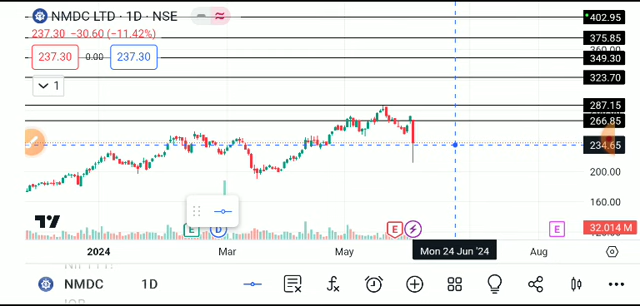 NMDC LTD · 1D · NSE
237.30 −30.60 (−11.42%)
237.30 0.00 237.30
1
402.95
375.85
360.00
349.30
323.70
287.15
266.85
234.65
200.00
160.00
32.014 M
E D E E
2024 Mar May Mon 24 Jun '24 Aug
NMDC 1D